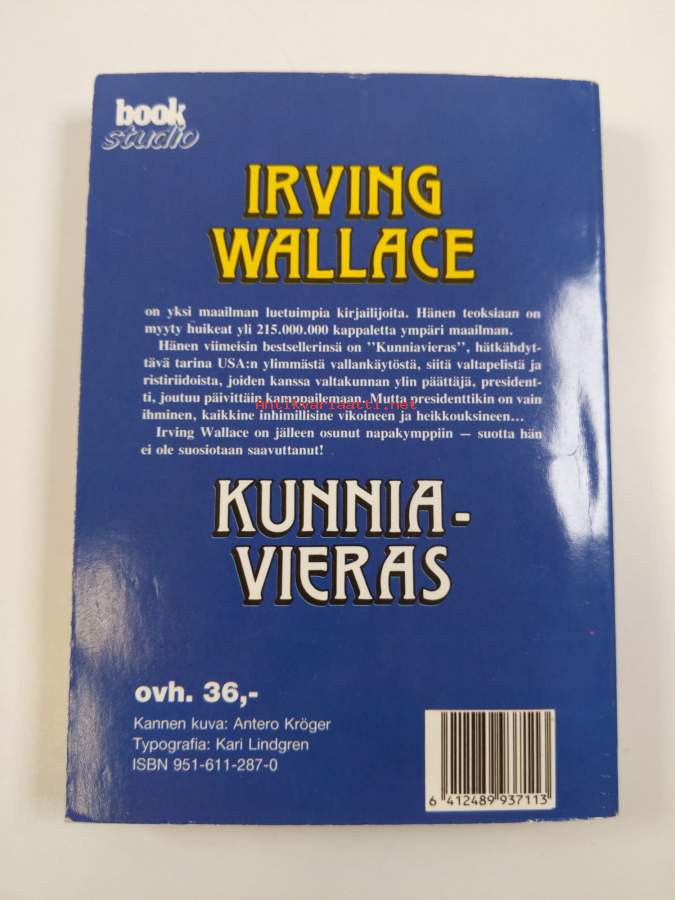 book
studio
IRVING
WALLACE
on yksi maailman luetuimpia kirjailijoita. Hänen teoksiaan on
myyty huikeat yli 215.000.000 kappaletta ympäri maailman.
Hänen viimeisin bestsellerinsä on "Kunniavieras", hätkähdyt-
tävä tarina USA:n ylimmästä vallankäytöstä, siitä valtapelistä ja
ristiriidoista, joiden kanssa valtakunnan ylin päättäjä, president-
ti, joutuu päivittäin kamppailemaan. Mutta presidenttikin on vain
Antikvariaatti.net
ihminen, kaikkine inhimillisine vikoineen ja heikkouksineen...
Irving Wallace on jälleen osunut napakymppiin — suotta hän
ei ole suosiotaan saavuttanut!
KUNNIA-
VIERAS
ovh. 36,-
Kannen kuva: Antero Kröger
Typografia: Kari Lindgren
ISBN 951-611-287-0
6 412489 937113